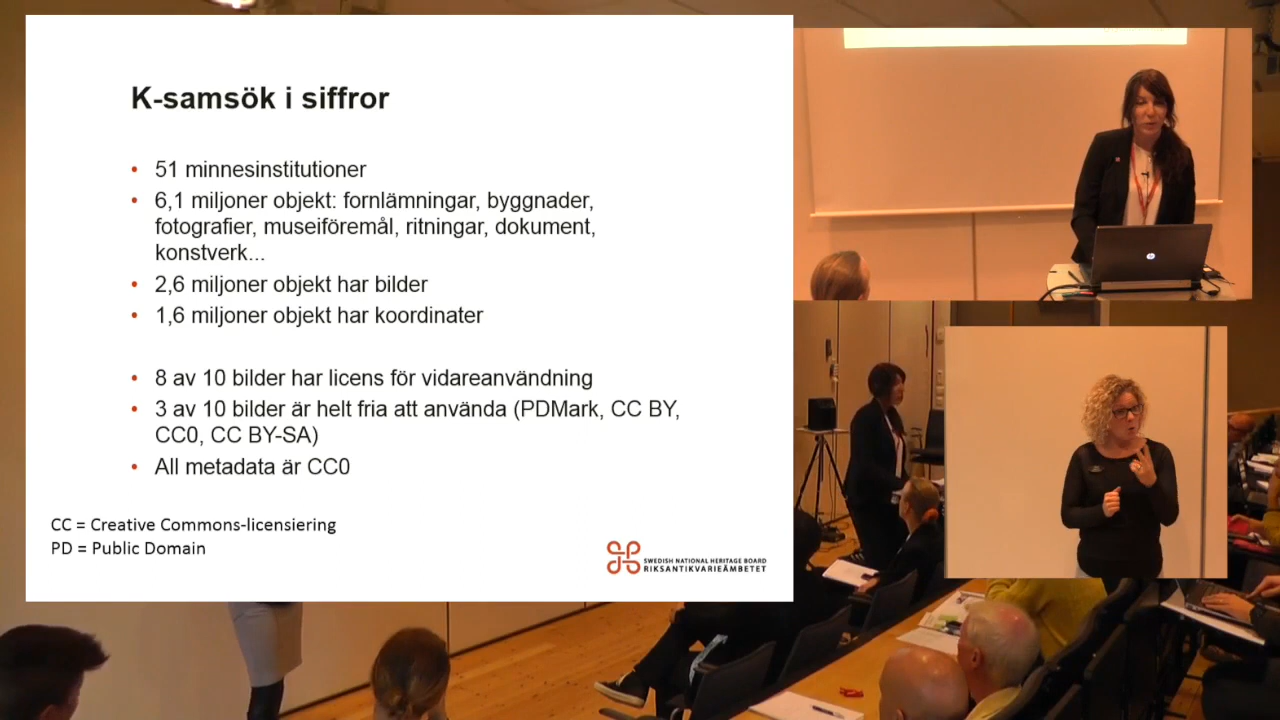 K-samsök i siffror
• 51 minnesinstitutioner
• 6,1 miljoner objekt: fornlämningar, byggnader,
fotografier, museiföremål, ritningar, dokument,
konstverk...
• 2,6 miljoner objekt har bilder
• 1,6 miljoner objekt har koordinater
• 8 av 10 bilder har licens för vidareanvändning
• 3 av 10 bilder är helt fria att använda (PDMark, CC BY,
CC0, CC BY-SA)
• All metadata är CC0
CC = Creative Commons-licensiering
PD = Public Domain
SWEDISH NATIONAL HERITAGE BOARD
RIKSANTIKVARIEÄMBETET
hp